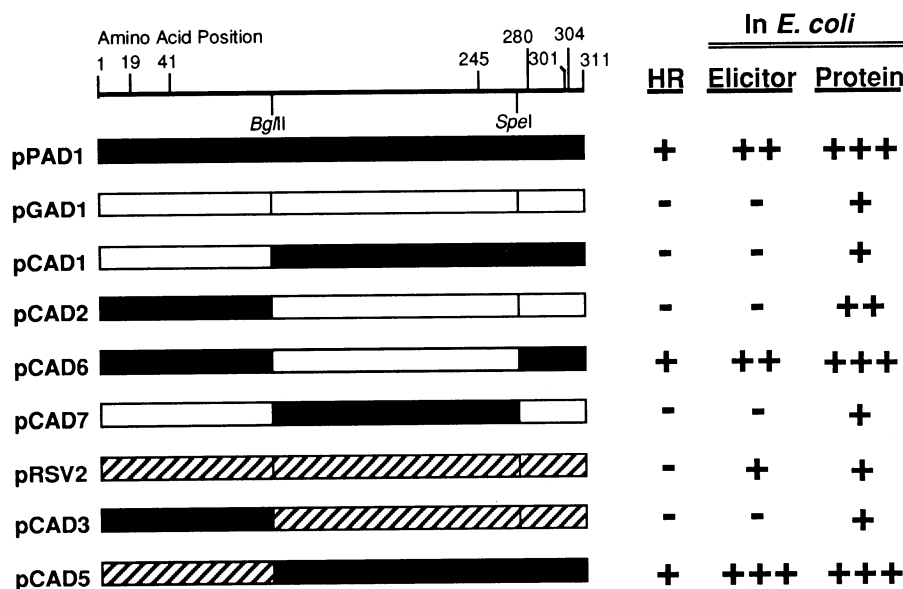 In E. coli
Amino Acid Position
1 19 41 245 280 301 304 311
HR Elicitor Protein
BglII SpeI
pPAD1 + ++ +++
pGAD1 - - +
pCAD1 - - +
pCAD2 - - ++
pCAD6 + ++ +++
pCAD7 - - +
pRSV2 - + +
pCAD3 - - +
pCAD5 + +++ +++